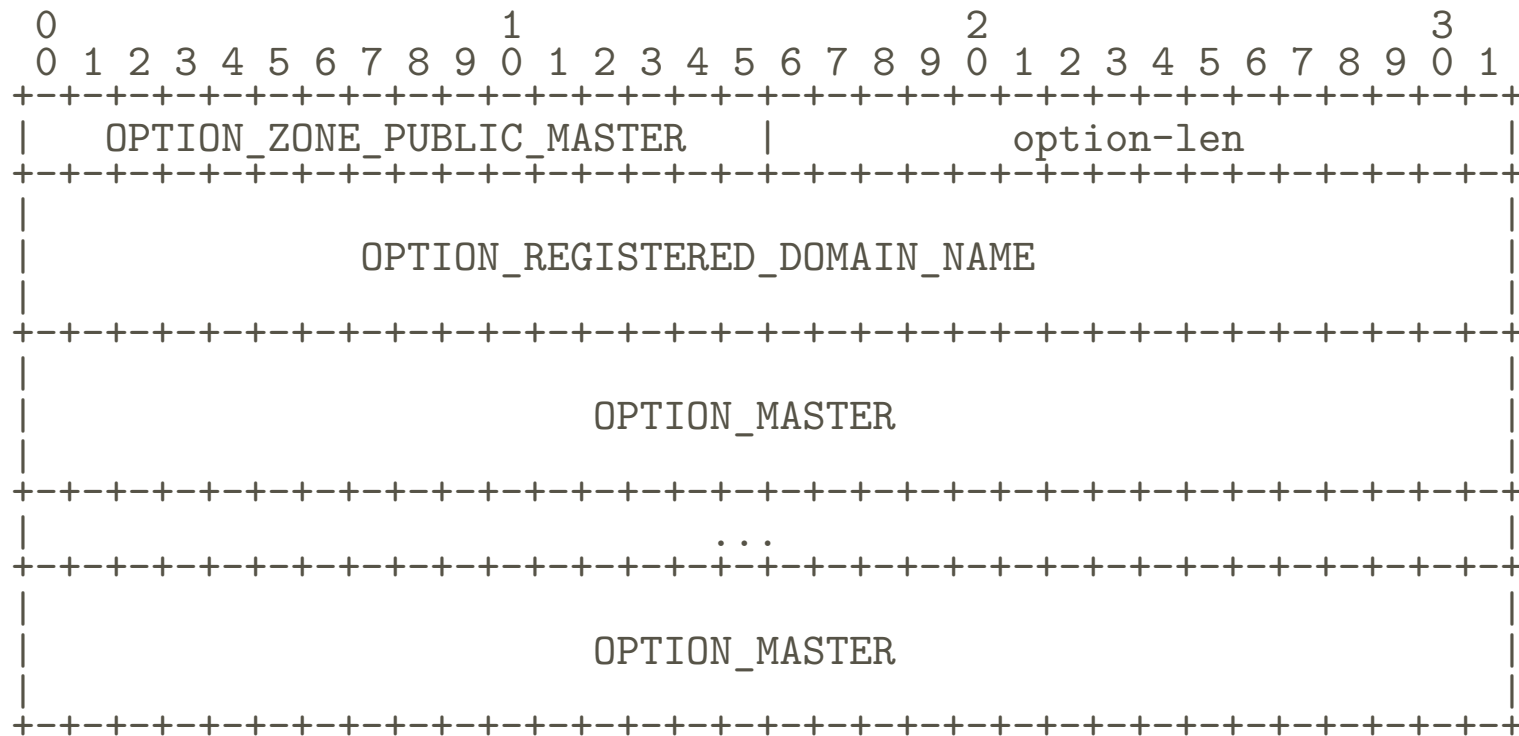 0                   1                   2                   3
 0 1 2 3 4 5 6 7 8 9 0 1 2 3 4 5 6 7 8 9 0 1 2 3 4 5 6 7 8 9 0 1
+-+-+-+-+-+-+-+-+-+-+-+-+-+-+-+-+-+-+-+-+-+-+-+-+-+-+-+-+-+-+-+-+
|   OPTION_ZONE_PUBLIC_MASTER   |          option-len           |
+-+-+-+-+-+-+-+-+-+-+-+-+-+-+-+-+-+-+-+-+-+-+-+-+-+-+-+-+-+-+-+-+
|                                                               |
|              OPTION_REGISTERED_DOMAIN_NAME                    |
|                                                               |
+-+-+-+-+-+-+-+-+-+-+-+-+-+-+-+-+-+-+-+-+-+-+-+-+-+-+-+-+-+-+-+-+
|                                                               |
|                        OPTION_MASTER                          |
|                                                               |
+-+-+-+-+-+-+-+-+-+-+-+-+-+-+-+-+-+-+-+-+-+-+-+-+-+-+-+-+-+-+-+-+
|                             ...                               |
+-+-+-+-+-+-+-+-+-+-+-+-+-+-+-+-+-+-+-+-+-+-+-+-+-+-+-+-+-+-+-+-+
|                                                               |
|                        OPTION_MASTER                          |
|                                                               |
+-+-+-+-+-+-+-+-+-+-+-+-+-+-+-+-+-+-+-+-+-+-+-+-+-+-+-+-+-+-+-+-+